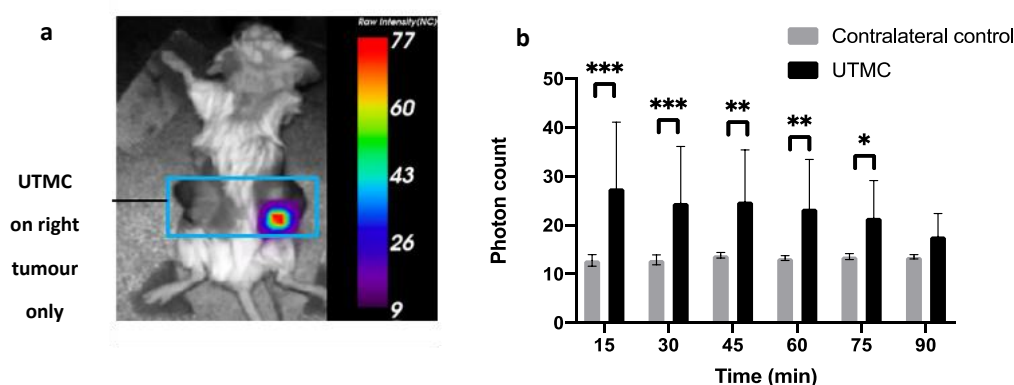 a
Raw Intensity(NC)
77
60
43
26
9
UTMC
on right
tumour
only
b
Contralateral control
UTMC
***
***
**
**
*
50
40
30
20
10
0
Photon count
15 30 45 60 75 90
Time (min)